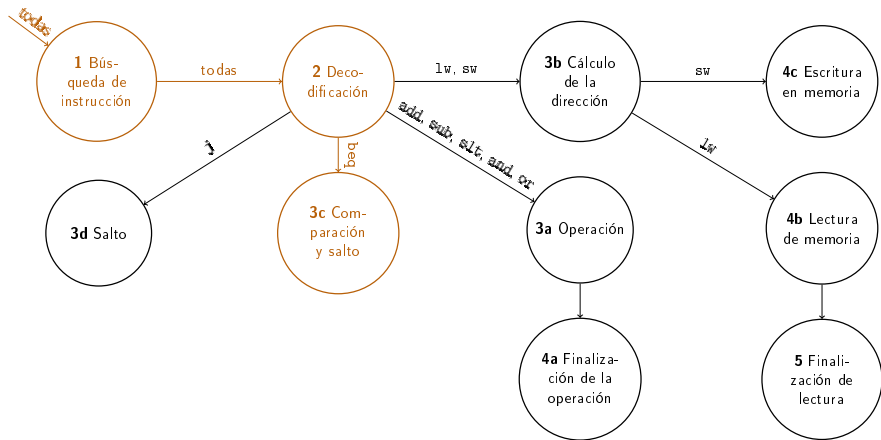 todas
1 Bús-
queda de
instrucción
todas
2 Deco-
dificación
lw, sw
3b Cálculo
de la
dirección
sw
4c Escritura
en memoria
j
beq
add, sub, slt, and, or
lw
3d Salto
3c Com-
paración
y salto
3a Operación
4b Lectura
de memoria
4a Finaliza-
ción de la
operación
5 Finali-
zación de
lectura